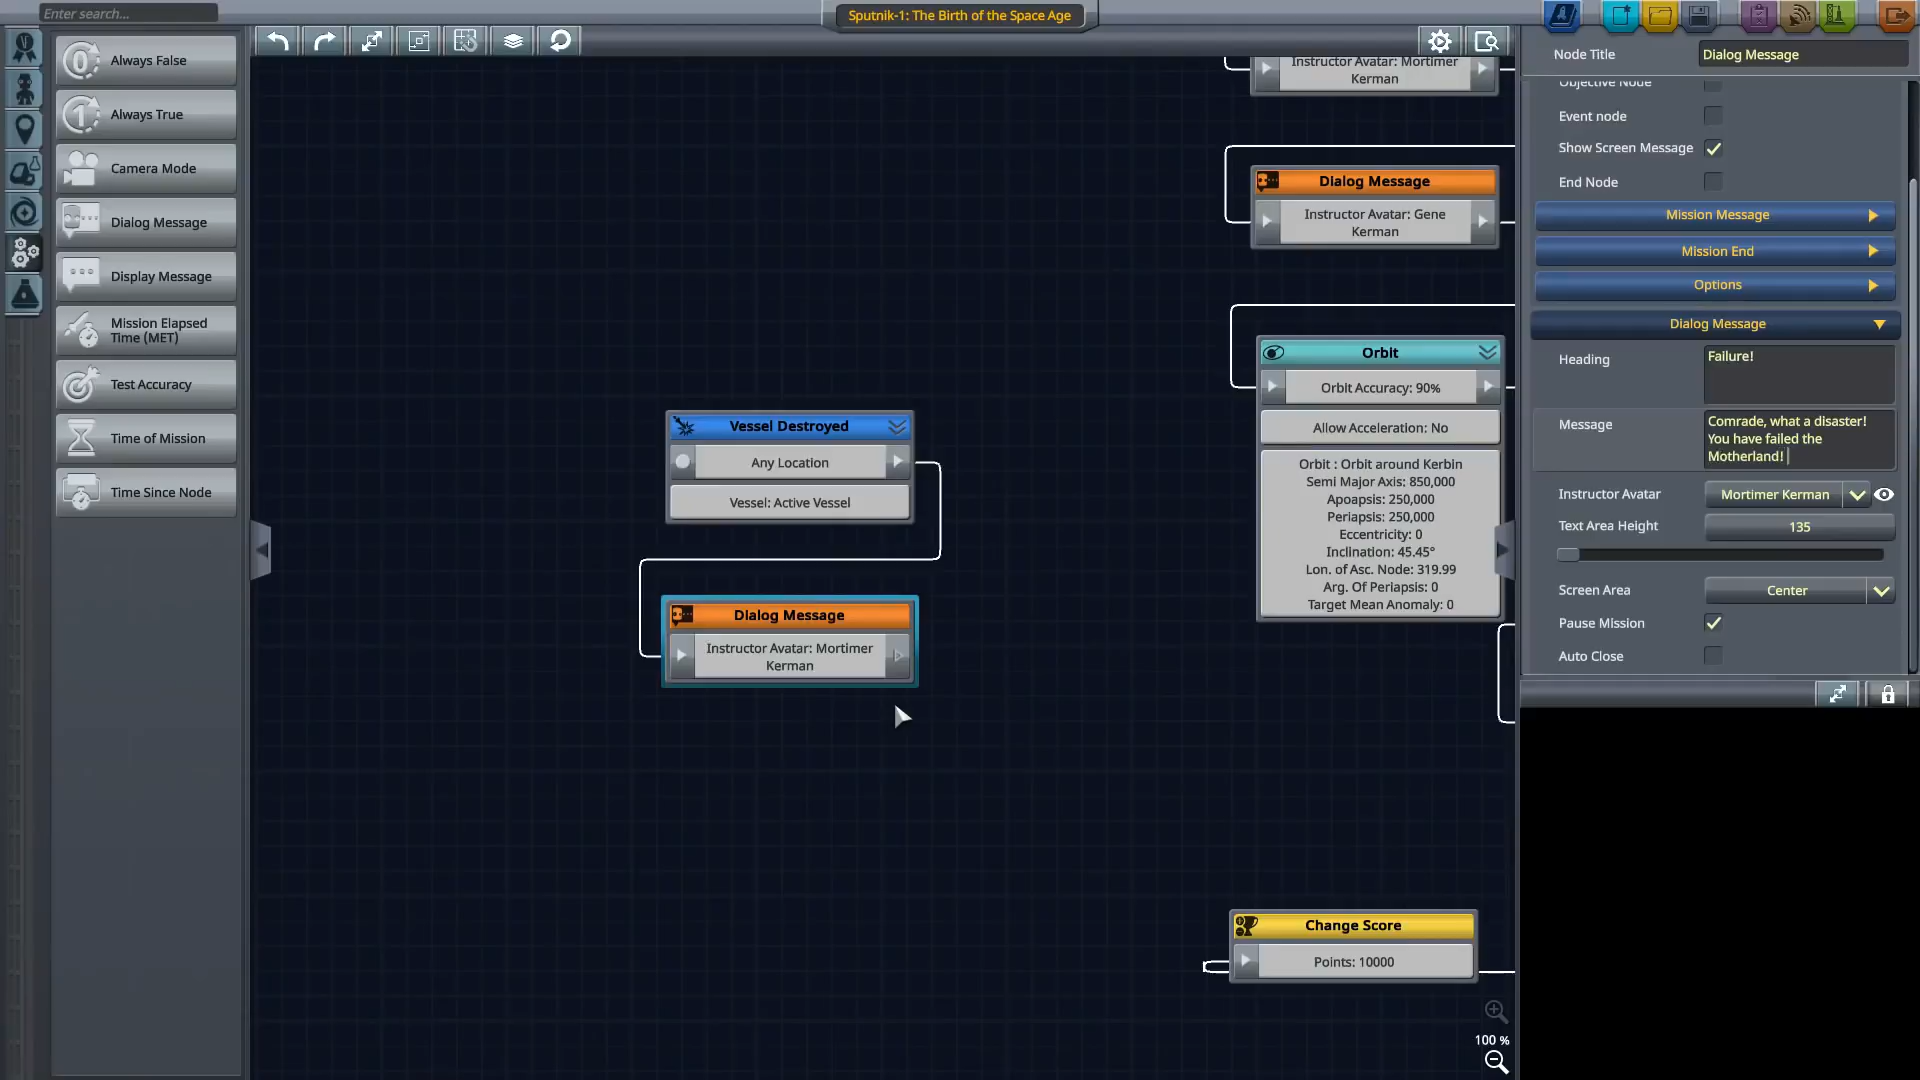 Enter search...
Sputnik-1: The Birth of the Space Age
Always False
Always True
Camera Mode
Dialog Message
Display Message
Mission Elapsed
Time (MET)
Test Accuracy
Time of Mission
Time Since Node
Instructor Avatar: Mortimer
Kerman
Dialog Message
Instructor Avatar: Gene
Kerman
Orbit
Orbit Accuracy: 90%
Allow Acceleration: No
Orbit : Orbit around Kerbin
Semi Major Axis: 850,000
Apoapsis: 250,000
Periapsis: 250,000
Eccentricity: 0
Inclination: 45.45°
Lon. of Asc. Node: 319.99
Arg. Of Periapsis: 0
Target Mean Anomaly: 0
Vessel Destroyed
Any Location
Vessel: Active Vessel
Dialog Message
Instructor Avatar: Mortimer
Kerman
Change Score
Points: 10000
100 %
Node Title
Dialog Message
Objective Node
Event node
Show Screen Message
End Node
Mission Message
Mission End
Options
Dialog Message
Heading
Failure!
Message
Comrade, what a disaster!
You have failed the
Motherland!
Instructor Avatar
Mortimer Kerman
Text Area Height
135
Screen Area
Center
Pause Mission
Auto Close